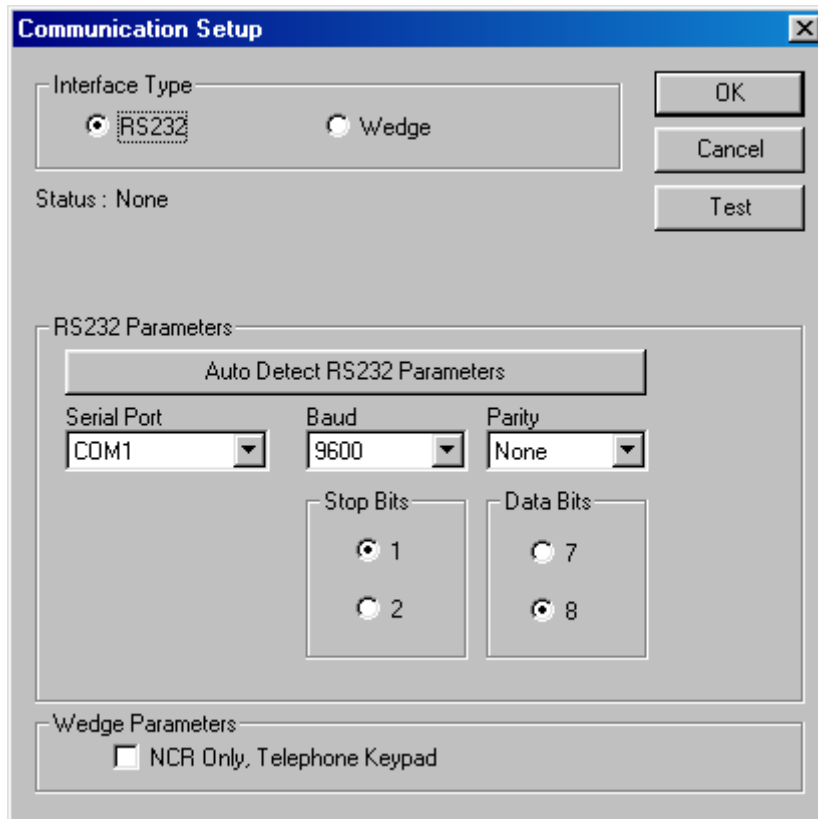 Communication Setup
Interface Type
RS232 Wedge
OK
Cancel
Status : None
Test
RS232 Parameters
Auto Detect RS232 Parameters
Serial Port Baud Parity
COM1 9600 None
Stop Bits Data Bits
1 7
2 8
Wedge Parameters
NCR Only, Telephone Keypad